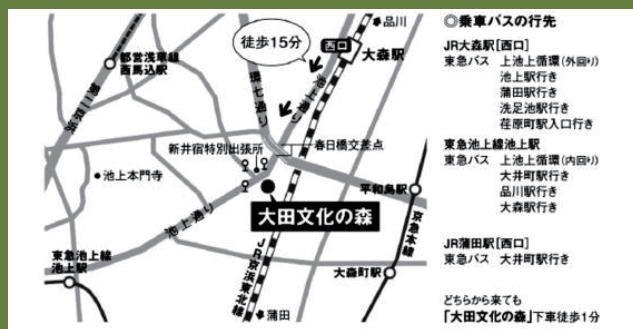 品川
徒歩15分
西口
大森駅
都営浅草線
西馬込駅
第二京浜
環七通り
池上通り
新井宿特別出張所
春日橋交差点
池上本門寺
平和島駅
大田文化の森
池上通り
京急本線
東急池上線
池上駅
JR京浜東北線
大森町駅
蒲田
◎乗車バスの行先
JR大森駅[西口]
東急バス 上池上循環(外回り)
池上駅行き
蒲田駅行き
洗足池駅行き
荏原町駅入口行き
東急池上線池上駅
東急バス 上池上循環(内回り)
大井町駅行き
品川駅行き
大森駅行き
JR蒲田駅[西口]
東急バス 大井町駅行き
どちらから来ても
「大田文化の森」下車徒歩1分